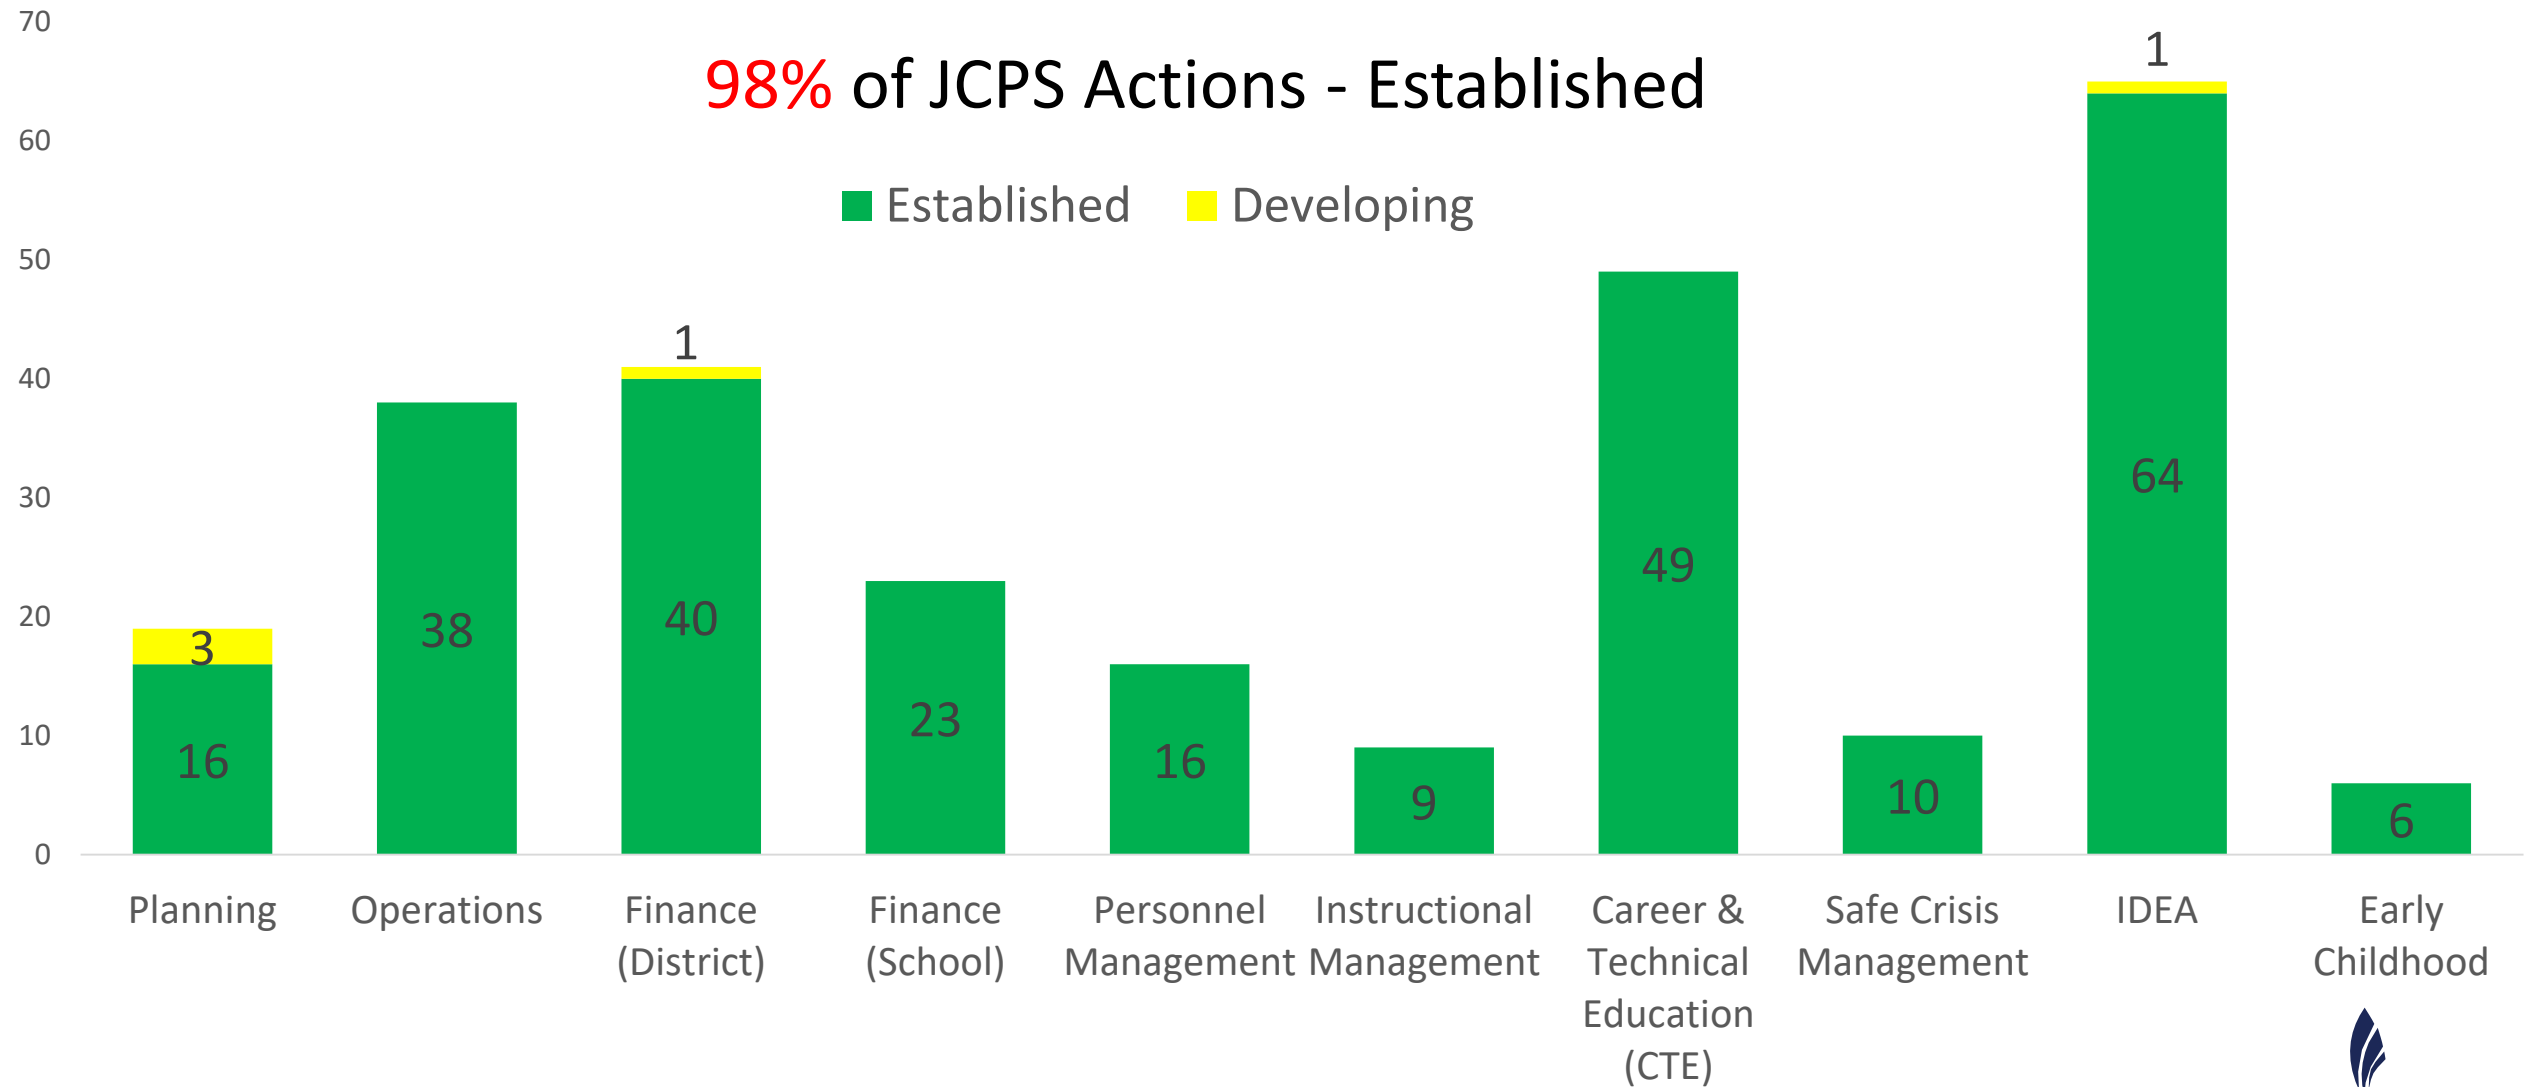 98% of JCPS Actions - Established
Established Developing
70
60
50
40
30
20
10
0
3
16
38
1
40
23
16
9
49
10
1
64
6
Planning
Operations
Finance
(District)
Finance
(School)
Personnel
Management
Instructional
Management
Career &
Technical
Education
(CTE)
Safe Crisis
Management
IDEA
Early
Childhood